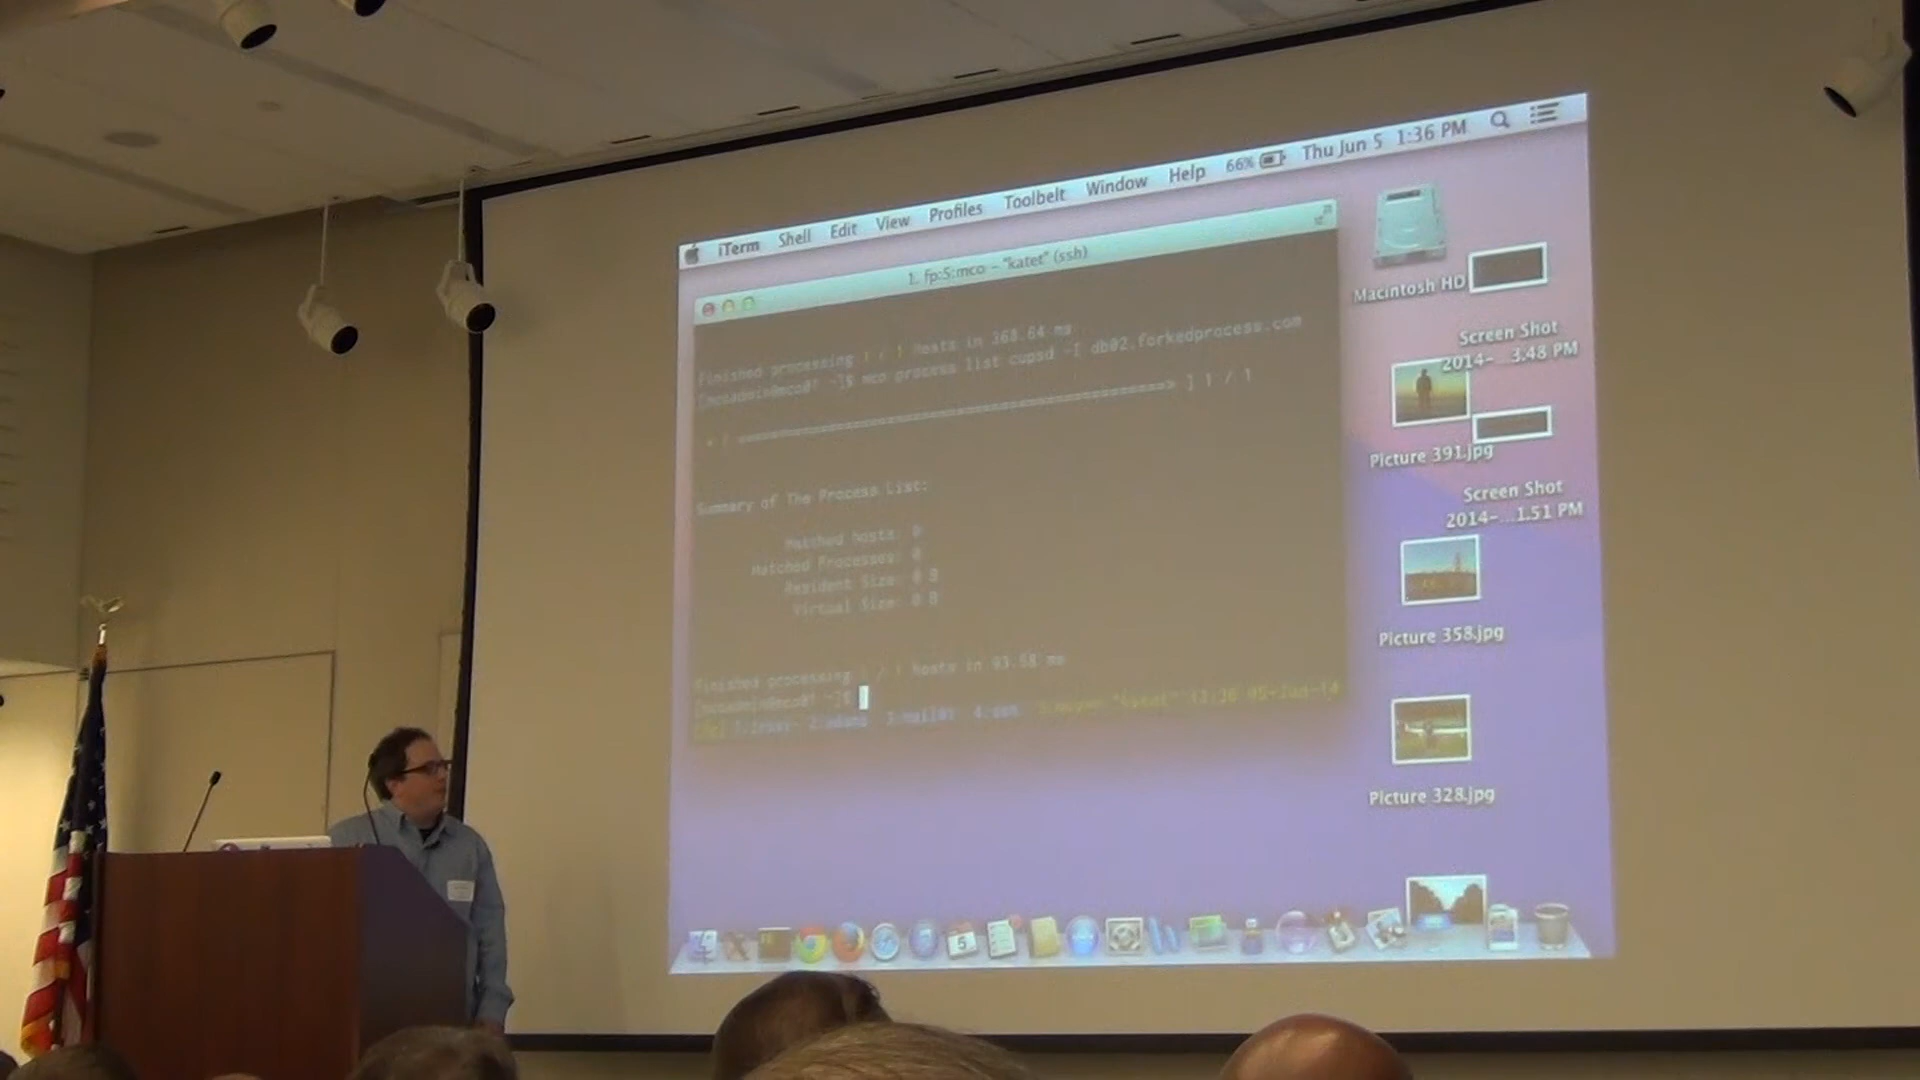 iTerm Shell Edit View Profiles Toolbelt Window Help 66% Thu Jun 5 1:36 PM
1. fp:5:mco - "katet" (ssh)
Finished processing 1 / 1 hosts in 368.64 ms
mco process list cupsd -I db02.forkedprocess.com
] 1 / 1
Summary of The Process List:
Matched hosts: 0
Matched Processes: 0
Resident Size: 0 B
Virtual Size: 0 B
Finished processing 1 / 1 hosts in 93.58 ms
Macintosh HD
Screen Shot
2014-...3.48 PM
Picture 391.jpg
Screen Shot
2014-...1.51 PM
Picture 358.jpg
Picture 328.jpg
5